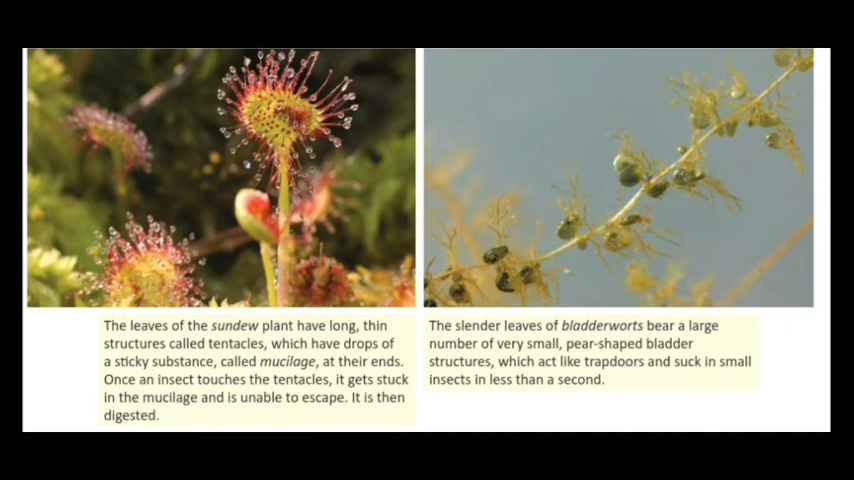 The leaves of the sundew plant have long, thin
structures called tentacles, which have drops of
a sticky substance, called mucilage, at their ends.
Once an insect touches the tentacles, it gets stuck
in the mucilage and is unable to escape. It is then
digested.
The slender leaves of bladderworts bear a large
number of very small, pear-shaped bladder
structures, which act like trapdoors and suck in small
insects in less than a second.